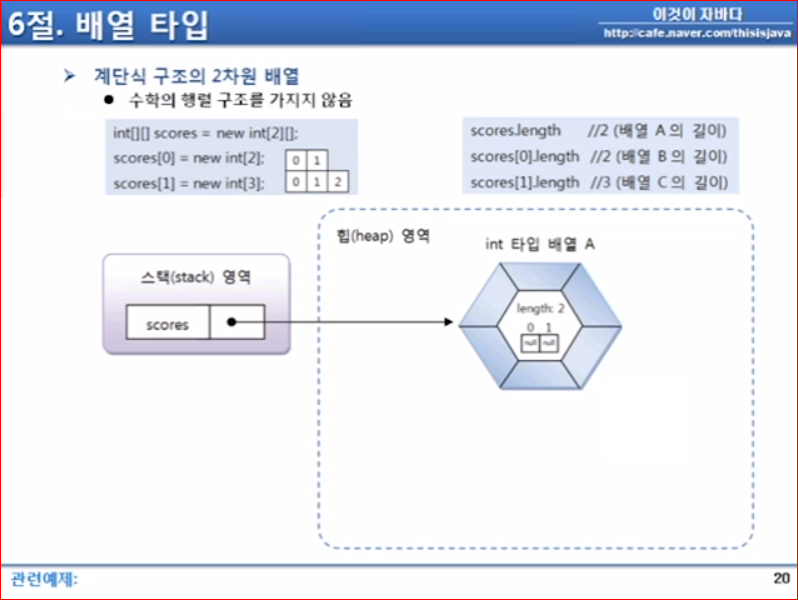 6절. 배열 타입
이것이 자바다
http://cafe.naver.com/thisisjava
계단식 구조의 2차원 배열
수학의 행렬 구조를 가지지 않음
int[][] scores = new int[2][];
scores[0] = new int[2];
0 1
scores[1] = new int[3];
0 1 2
scores.length //2 (배열 A의 길이)
scores[0].length //2 (배열 B의 길이)
scores[1].length //3 (배열 C의 길이)
힙(heap) 영역
int 타입 배열 A
스택(stack) 영역
length: 2
0 1
null null
scores
관련예제:
20